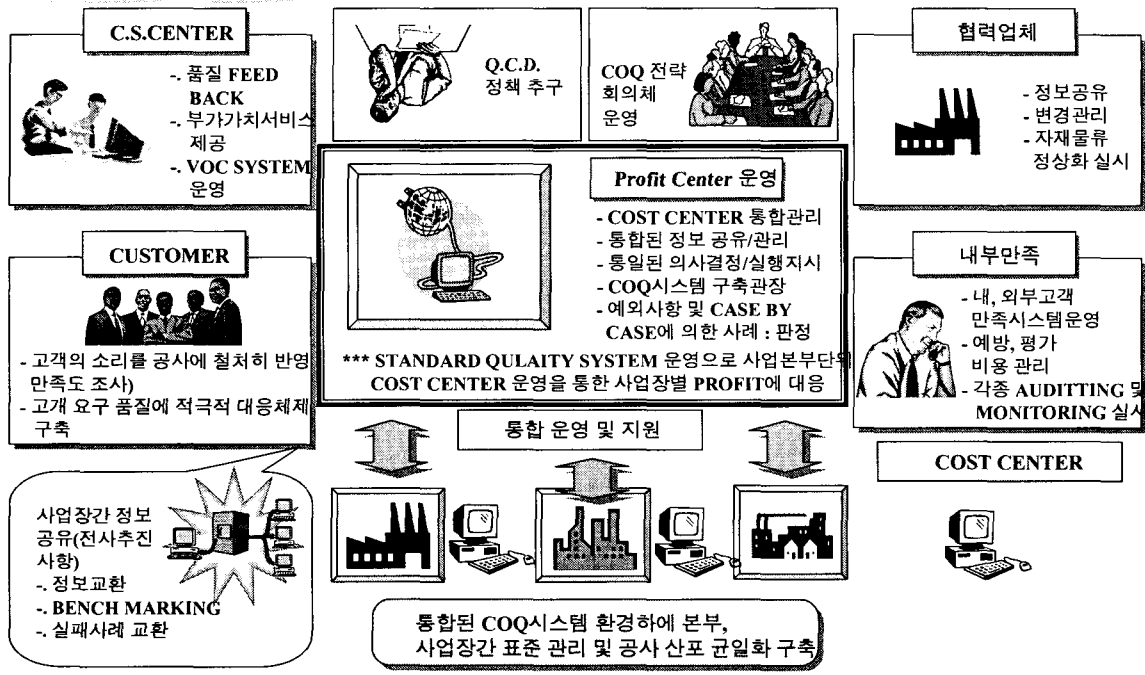 C.S.CENTER
-. 품질 FEED
BACK
-. 부가가치서비스
제공
-. VOC SYSTEM
운영
Q.C.D.
정책 추구
COQ 전략
회의체
운영
협력업체
- 정보공유
- 변경관리
- 자재물류
정상화 실시
Profit Center 운영
- COST CENTER 통합관리
- 통합된 정보 공유/관리
- 통일된 의사결정/실행지시
- COQ시스템 구축관장
- 예외사항 및 CASE BY
CASE에 의한 사례 : 판정
*** STANDARD QULAITY SYSTEM 운영으로 사업본부단위
COST CENTER 운영을 통한 사업장별 PROFIT에 대응
CUSTOMER
- 고객의 소리를 공사에 철처히 반영
만족도 조사)
- 고개 요구 품질에 적극적 대응체제
구축
내부만족
- 내, 외부고객
만족시스템운영
- 예방, 평가
비용 관리
- 각종 AUDITTING 및
MONITORING 실시
통합 운영 및 지원
COST CENTER
사업장간 정보
공유(전사추진
사항)
-. 정보교환
-. BENCH MARKING
-. 실패사례 교환
통합된 COQ시스템 환경하에 본부,
사업장간 표준 관리 및 공사 산포 균일화 구축